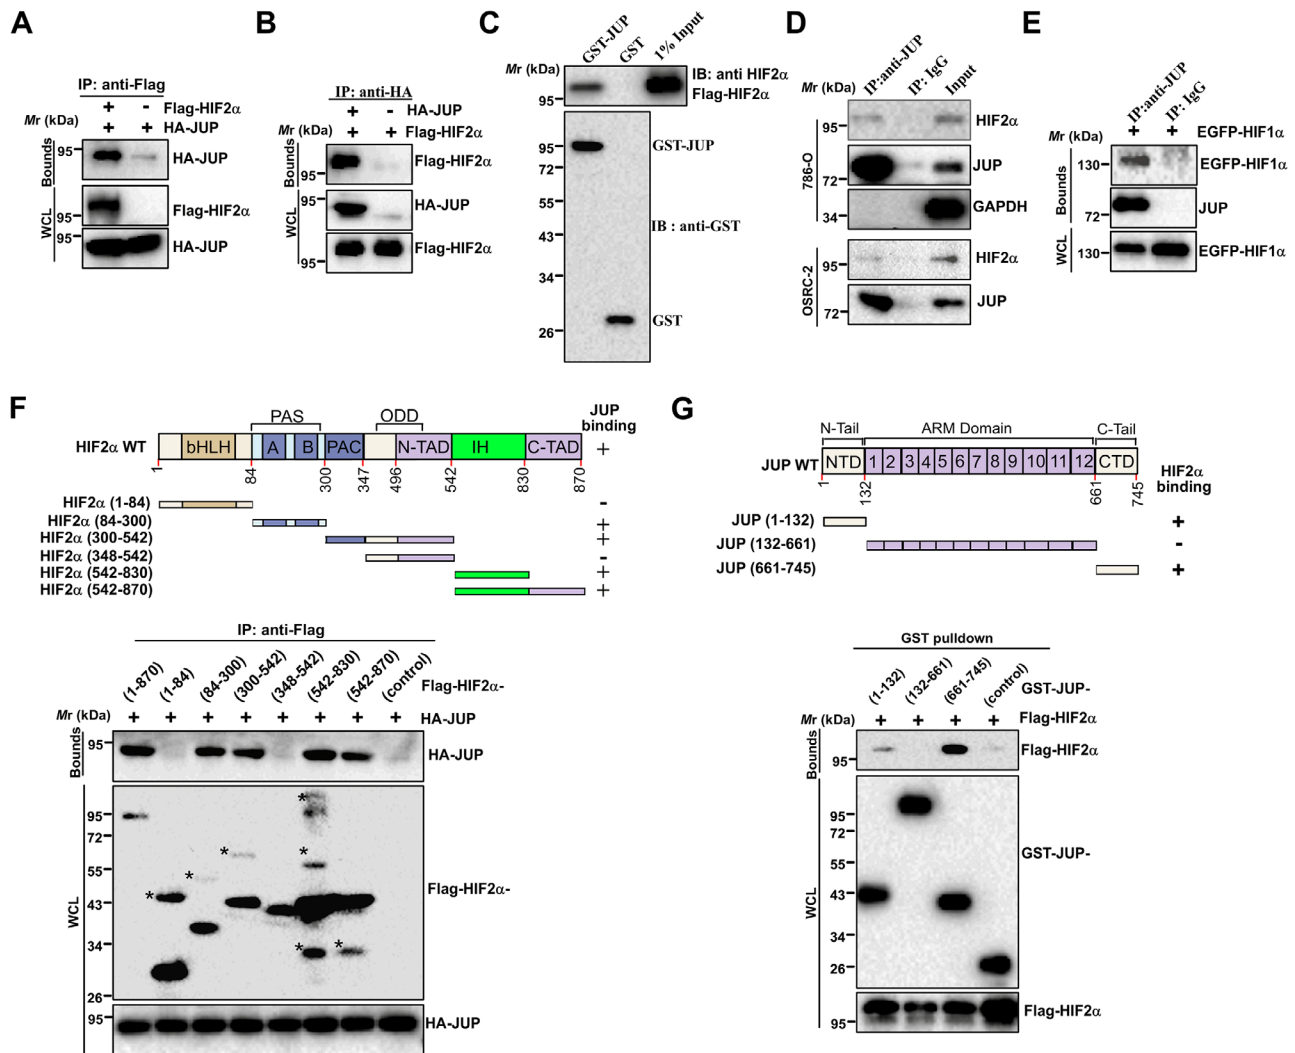 A
IP: anti-Flag
+ - Flag-HIF2α
Mr (kDa) + + HA-JUP
Bounds
95 HA-JUP
WCL
95 Flag-HIF2α
95 HA-JUP
B
IP: anti-HA
+ - HA-JUP
Mr (kDa) + + Flag-HIF2α
Bounds
95 Flag-HIF2α
WCL
95 HA-JUP
95 Flag-HIF2α
C
GST-JUP GST 1% Input
Mr (kDa)
IB: anti HIF2α
95 Flag-HIF2α
95 GST-JUP
72
55
IB : anti-GST
43
34
GST
26
D
IP:anti-JUP IP: IgG Input
Mr (kDa)
786-O
95 HIF2α
72 JUP
34 GAPDH
OSRC-2
95 HIF2α
72 JUP
E
IP:anti-JUP IP: IgG
Mr (kDa) + + EGFP-HIF1α
Bounds
130 EGFP-HIF1α
72 JUP
WCL
130 EGFP-HIF1α
F
PAS ODD JUP binding
HIF2α WT bHLH A B PAC N-TAD IH C-TAD +
1 84 300 347 496 542 830 870
HIF2α (1-84) -
HIF2α (84-300) +
HIF2α (300-542) +
HIF2α (348-542) -
HIF2α (542-830) +
HIF2α (542-870) +
IP: anti-Flag
(1-870) (1-84) (84-300) (300-542) (348-542) (542-830) (542-870) (control) Flag-HIF2α-
Mr (kDa) + + + + + + + + HA-JUP
Bounds
95 HA-JUP
WCL
*
95
72
* *
55
*
* Flag-HIF2α-
43
34
* *
26
95 HA-JUP
G
N-Tail ARM Domain C-Tail
JUP WT NTD 1 2 3 4 5 6 7 8 9 10 11 12 CTD HIF2α
1 132 661 745 binding
JUP (1-132) +
JUP (132-661) -
JUP (661-745) +
GST pulldown
(1-132) (132-661) (661-745) (control) GST-JUP-
Mr (kDa) + + + + Flag-HIF2α
Bounds
95 Flag-HIF2α
WCL
95
72
GST-JUP-
55
43
34
26
95 Flag-HIF2α